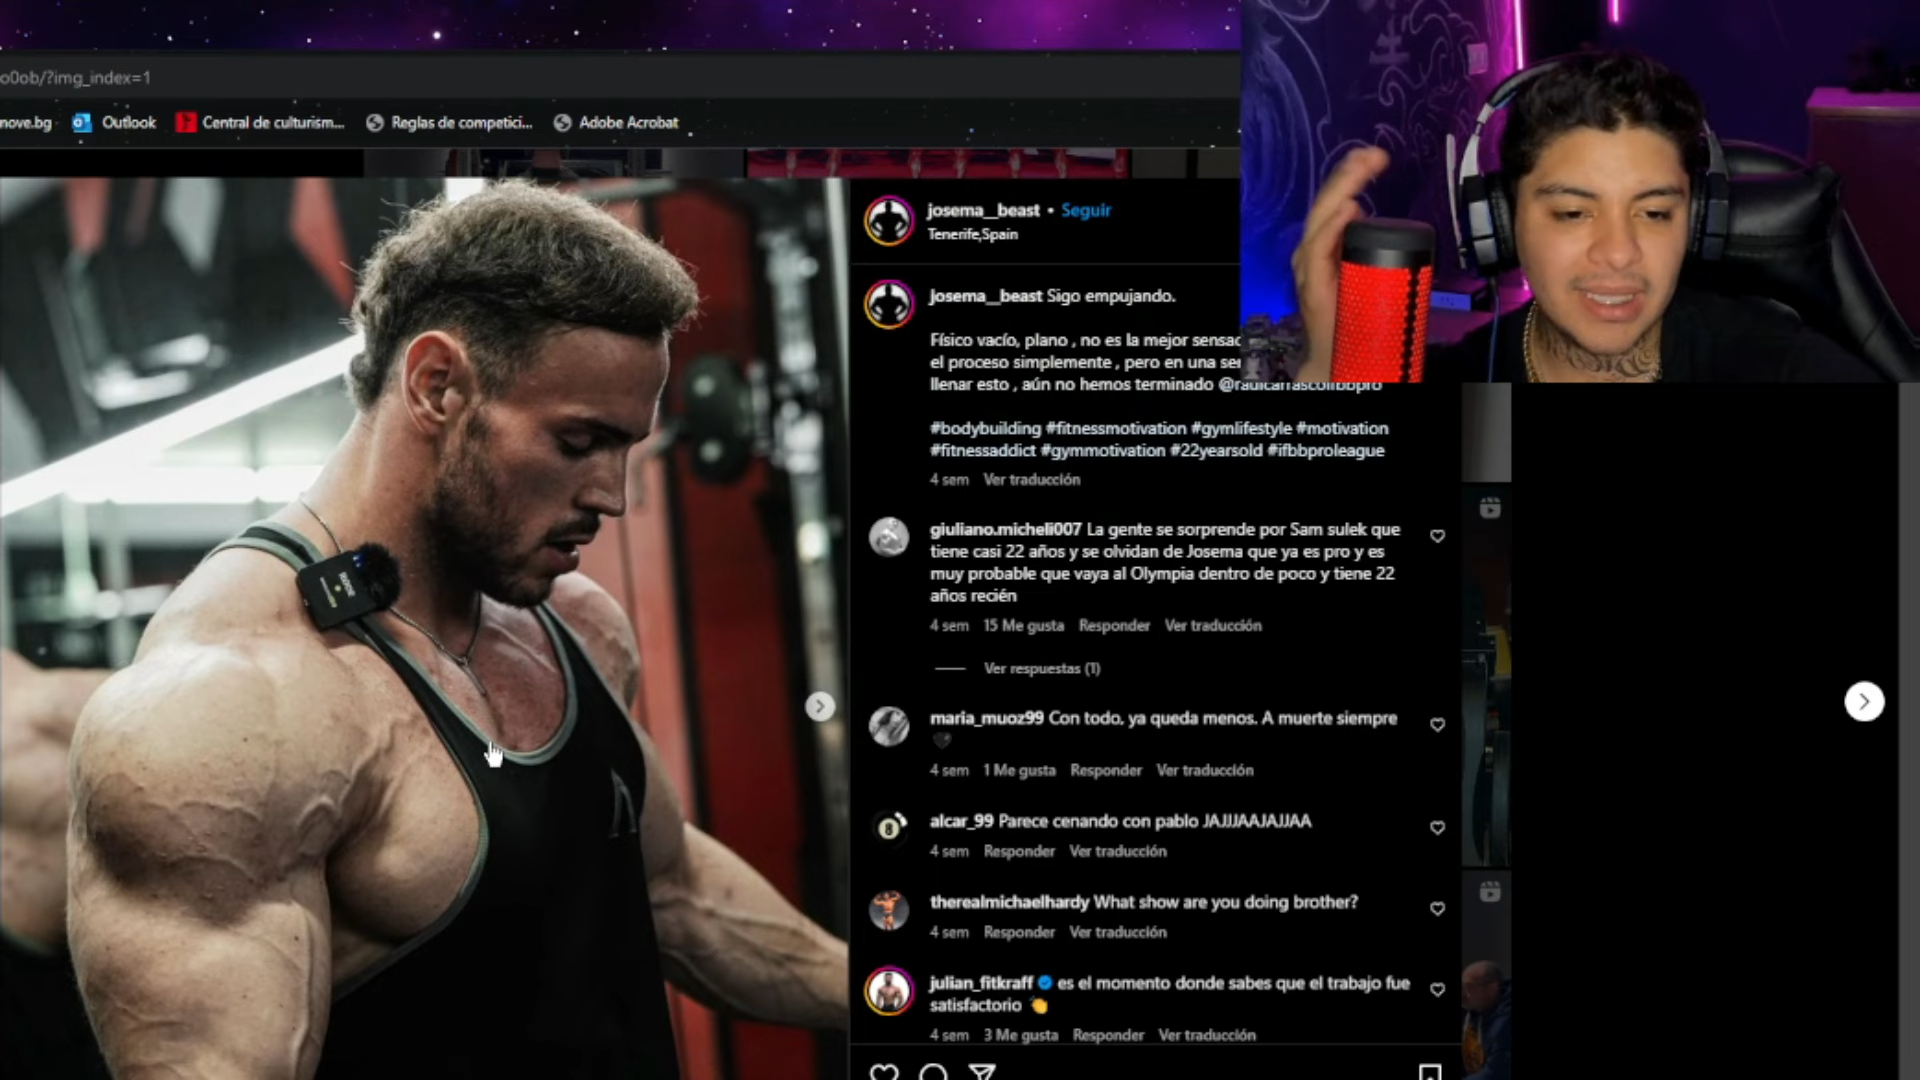 o0ob/?img_index=1
nove.bg Outlook Central de culturism... Reglas de competici... Adobe Acrobat
josema__beast • Seguir
Tenerife,Spain
josema__beast Sigo empujando.
Físico vacío, plano , no es la mejor sensac
el proceso simplemente , pero en una se
llenar esto , aún no hemos terminado @raulcarrascoifbbpro
#bodybuilding #fitnessmotivation #gymlifestyle #motivation
#fitnessaddict #gymmotivation #22yearsold #ifbbproleague
4 sem Ver traducción
giuliano.micheli007 La gente se sorprende por Sam sulek que
tiene casi 22 años y se olvidan de Josema que ya es pro y es
muy probable que vaya al Olympia dentro de poco y tiene 22
años recién
4 sem 15 Me gusta Responder Ver traducción
Ver respuestas (1)
maria_muoz99 Con todo, ya queda menos. A muerte siempre
🖤
4 sem 1 Me gusta Responder Ver traducción
alcar_99 Parece cenando con pablo JAJJJAAJAJJAA
4 sem Responder Ver traducción
therealmichaelhardy What show are you doing brother?
4 sem Responder Ver traducción
julian_fitkraff es el momento donde sabes que el trabajo fue
satisfactorio 👏
4 sem 3 Me gusta Responder Ver traducción